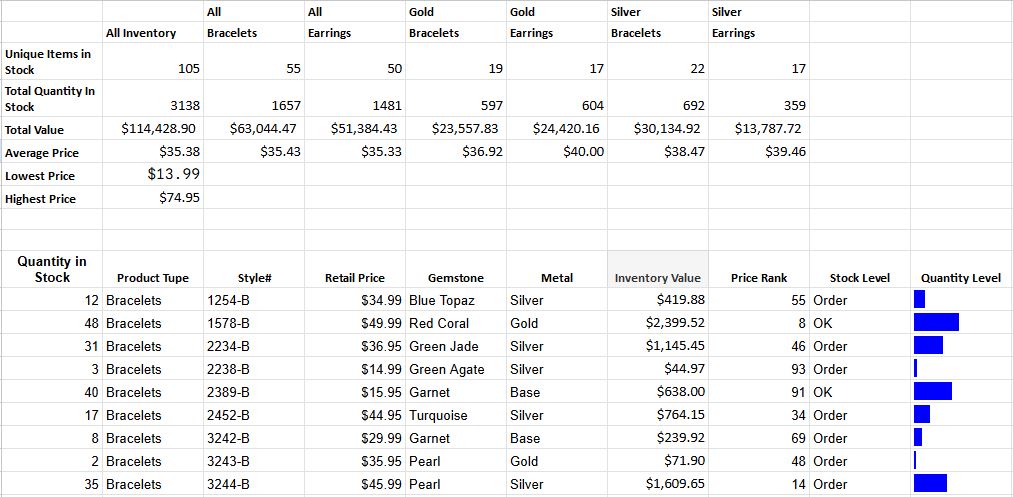 All All Gold Gold Silver Silver
All Inventory Bracelets Earrings Bracelets Earrings Bracelets Earrings
Unique Items in
Stock 105 55 50 19 17 22 17
Total Quantity In
Stock 3138 1657 1481 597 604 692 359
Total Value $114,428.90 $63,044.47 $51,384.43 $23,557.83 $24,420.16 $30,134.92 $13,787.72
Average Price $35.38 $35.43 $35.33 $36.92 $40.00 $38.47 $39.46
Lowest Price $13.99
Highest Price $74.95
Quantity in
Stock Product Type Style# Retail Price Gemstone Metal Inventory Value Price Rank Stock Level Quantity Level
12 Bracelets 1254-B $34.99 Blue Topaz Silver $419.88 55 Order
48 Bracelets 1578-B $49.99 Red Coral Gold $2,399.52 8 OK
31 Bracelets 2234-B $36.95 Green Jade Silver $1,145.45 46 Order
3 Bracelets 2238-B $14.99 Green Agate Silver $44.97 93 Order
40 Bracelets 2389-B $15.95 Garnet Base $638.00 91 OK
17 Bracelets 2452-B $44.95 Turquoise Silver $764.15 34 Order
8 Bracelets 3242-B $29.99 Garnet Base $239.92 69 Order
2 Bracelets 3243-B $35.95 Pearl Gold $71.90 48 Order
35 Bracelets 3244-B $45.99 Pearl Silver $1,609.65 14 Order